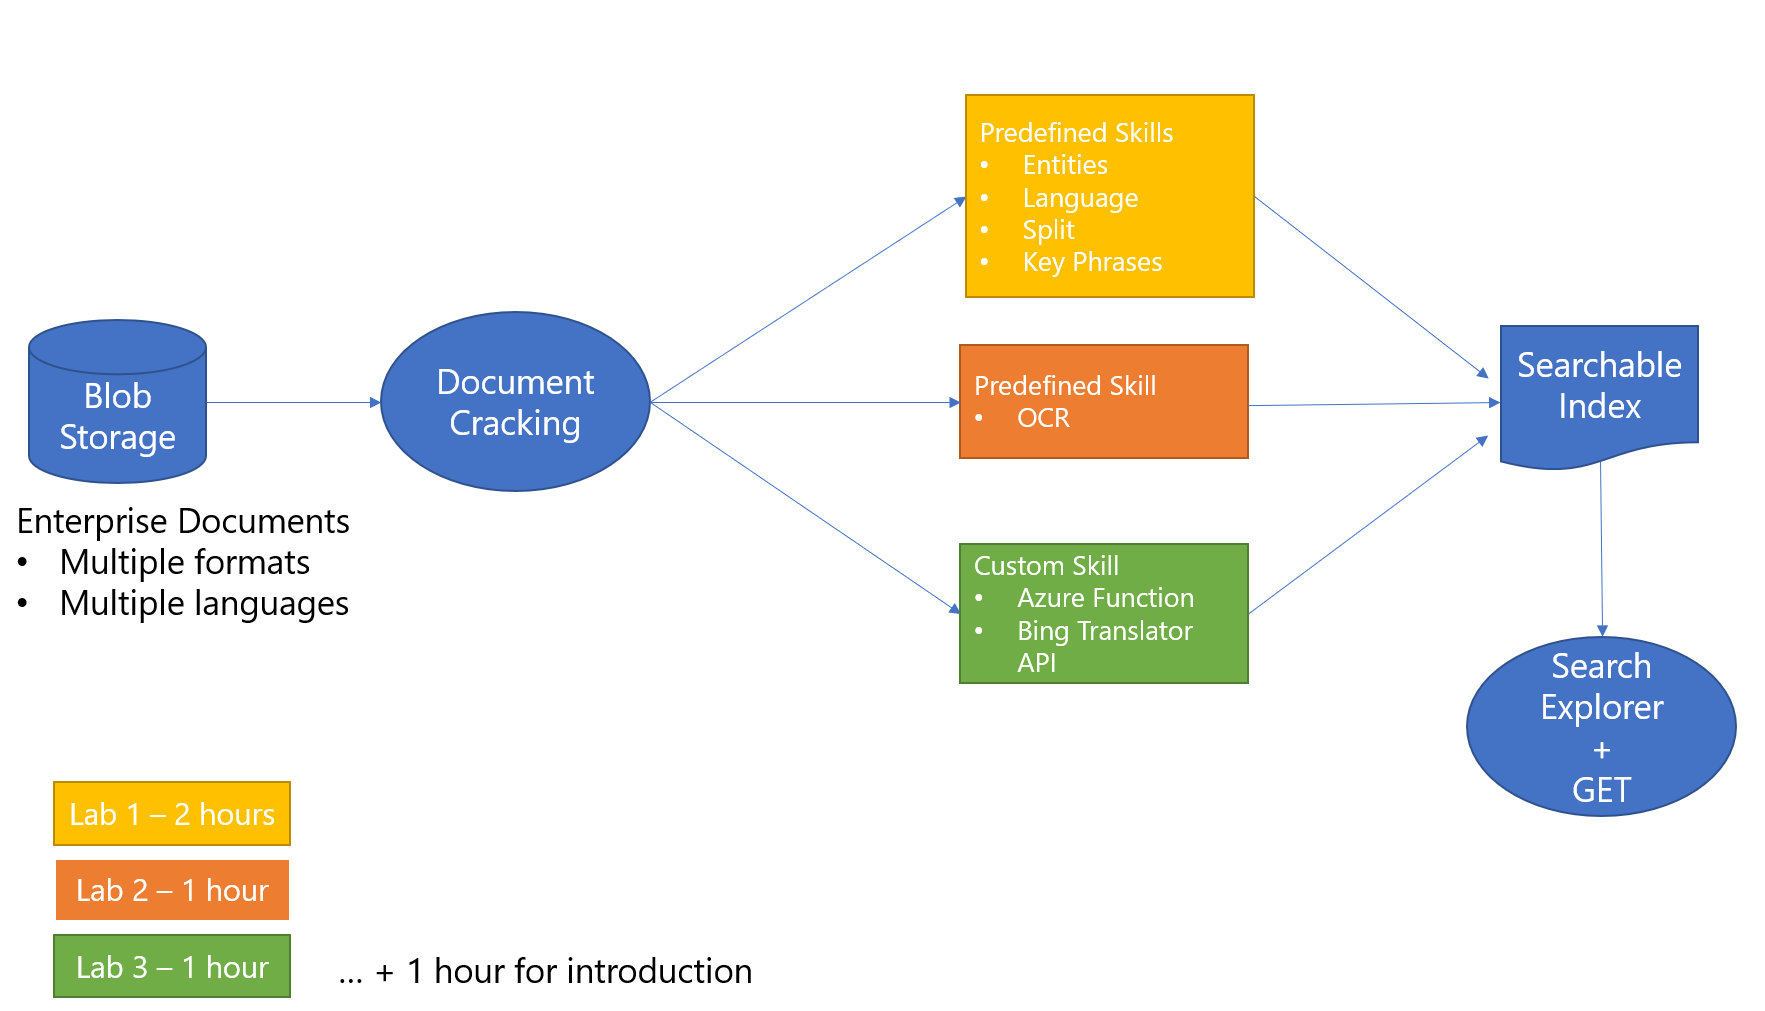 Predefined Skills
• Entities
• Language
• Split
• Key Phrases
Blob
Storage
Document
Cracking
Predefined Skill
• OCR
Searchable
Index
Enterprise Documents
• Multiple formats
• Multiple languages
Custom Skill
• Azure Function
• Bing Translator
API
Search
Explorer
+
GET
Lab 1 – 2 hours
Lab 2 – 1 hour
Lab 3 – 1 hour
... + 1 hour for introduction